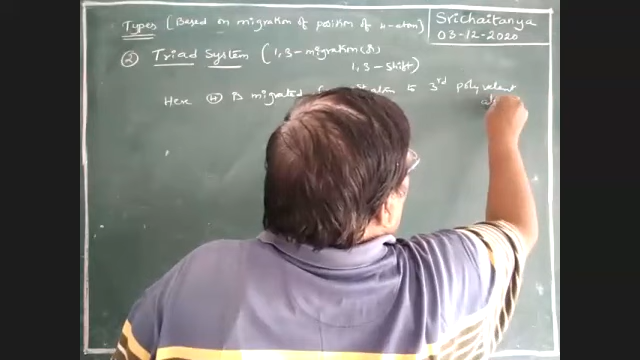 Types (Based on migration of position of H-atom)
Srichaitanya
03-12-2020
② Triad System (1,3-migration (or)
1,3-shift)
Here Ⓗ is migrated atom to 3rd polyvalent